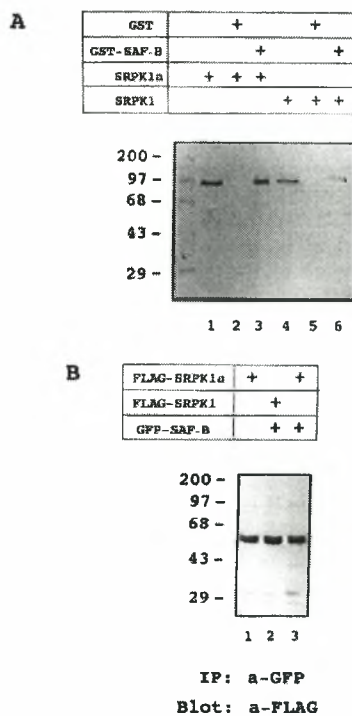 A
GST + +
GST-SAF-B + +
SRPK1a + + +
SRPK1 + + +
200 -
97 -
68 -
43 -
29 -
1 2 3 4 5 6
B
FLAG-SRPK1a + +
FLAG-SRPK1 +
GFP-SAF-B + +
200 -
97 -
68 -
43 -
29 -
1 2 3
IP: a-GFP
Blot: a-FLAG